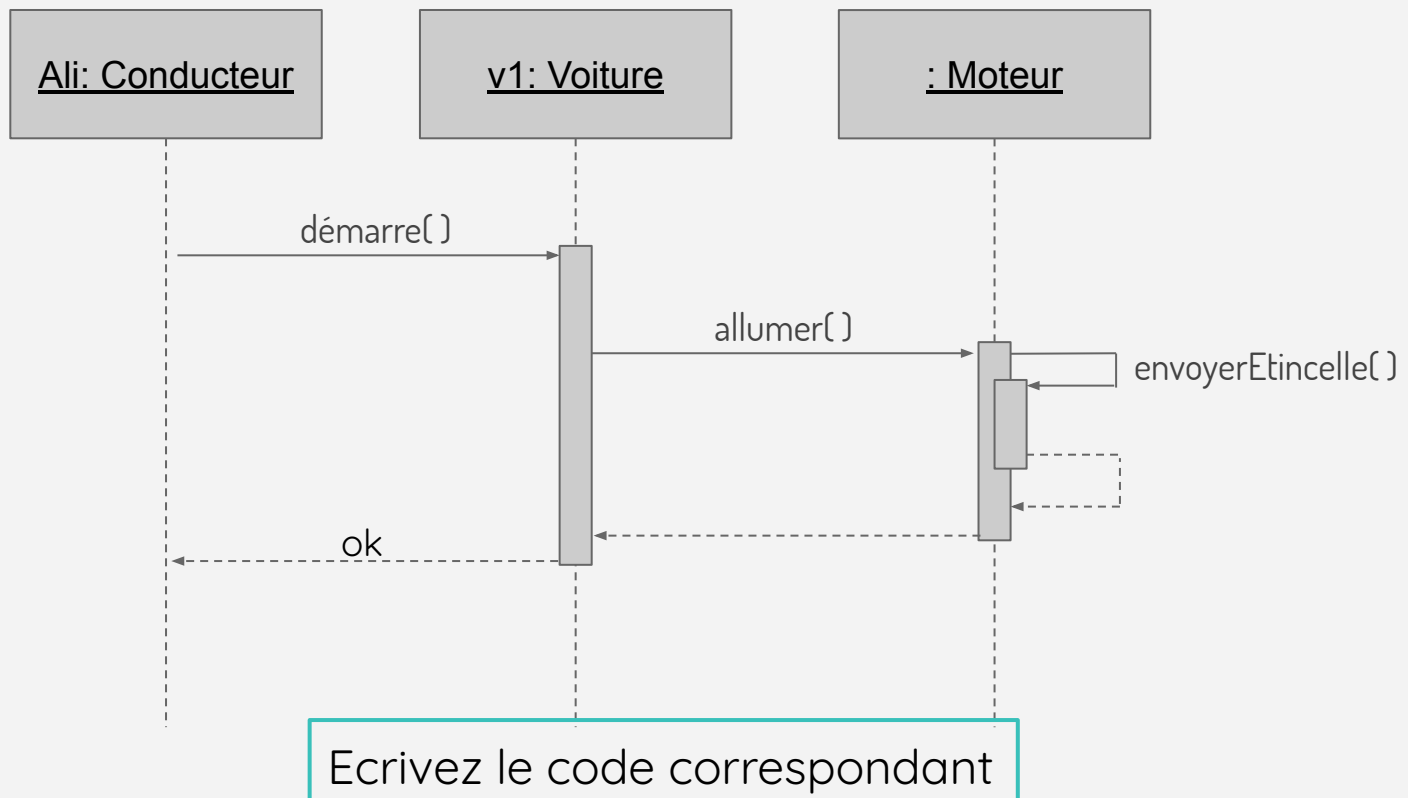 Ali: Conducteur
v1: Voiture
: Moteur
démarre( )
allumer( )
envoyerEtincelle( )
ok
Ecrivez le code correspondant